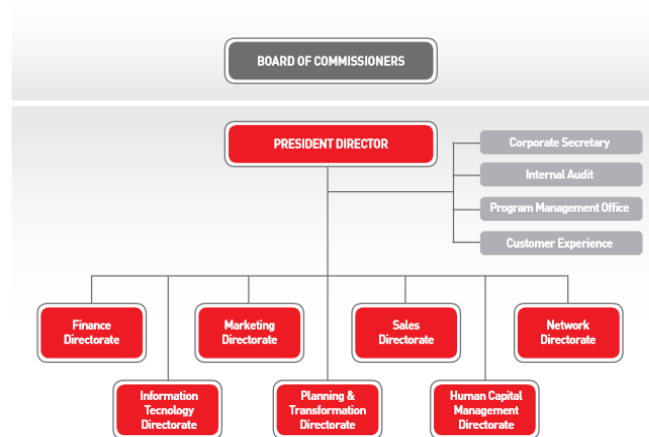 BOARD OF COMMISSIONERS
PRESIDENT DIRECTOR
Corporate Secretary
Internal Audit
Program Management Office
Customer Experience
Finance
Directorate
Marketing
Directorate
Sales
Directorate
Network
Directorate
Information
Tecnology
Directorate
Planning &
Transformation
Directorate
Human Capital
Management
Directorate